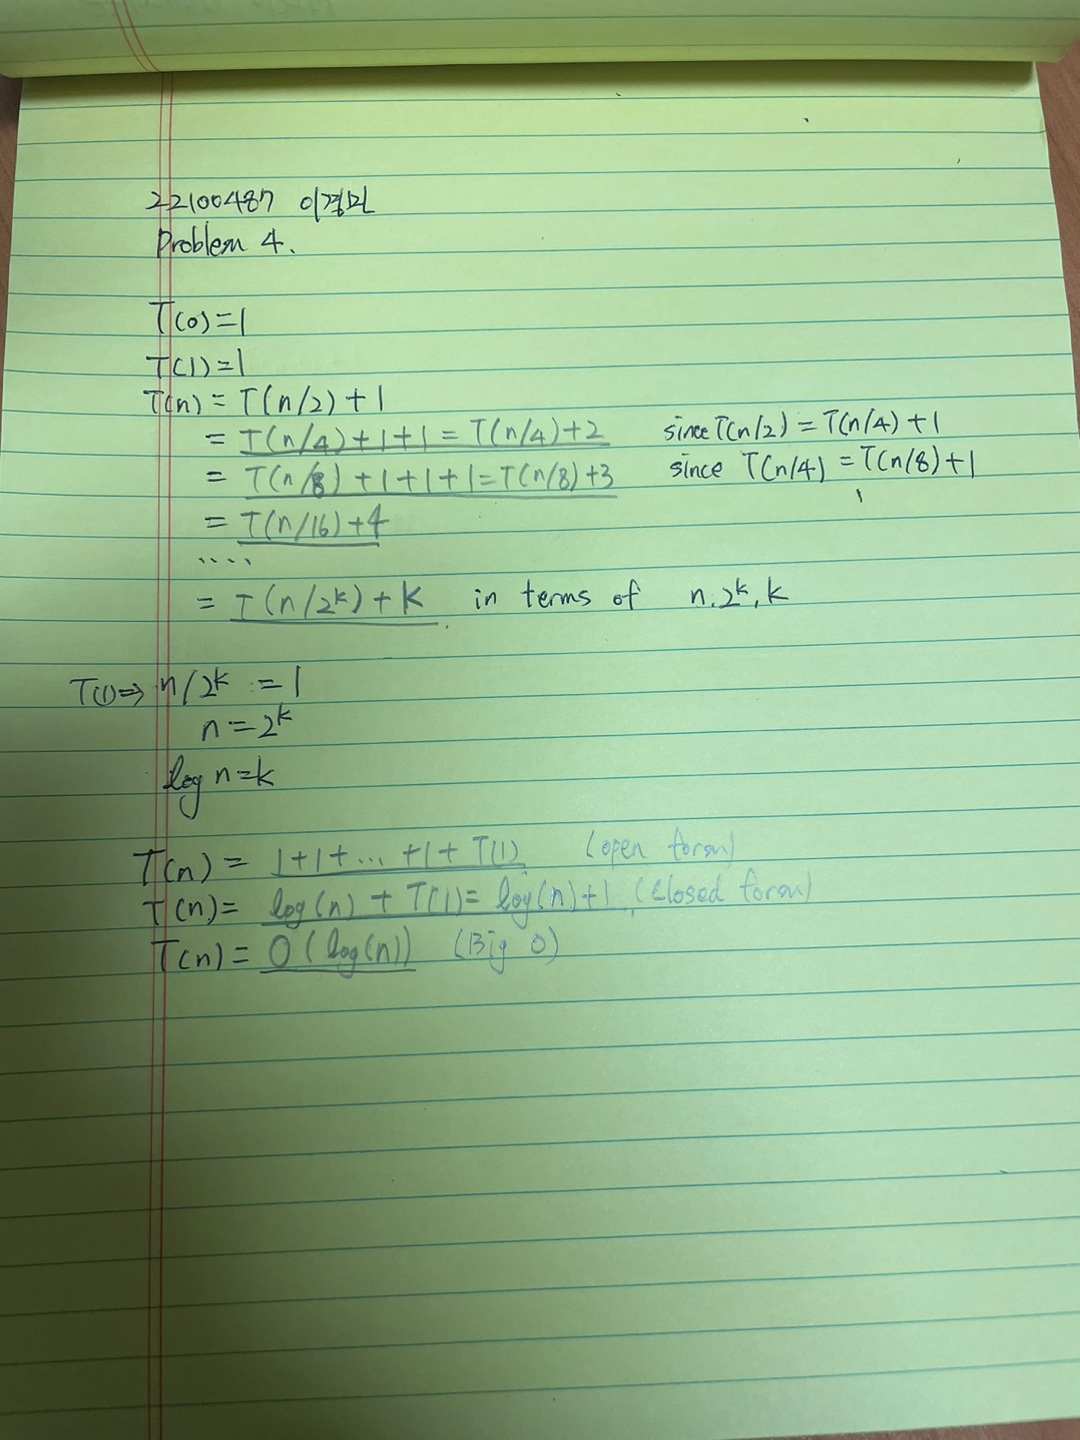 22100487 이경민
Problem 4.
T(0)=1
T(1)=1
T(n) = T(n/2)+1
= T(n/4)+1+1 = T(n/4)+2 since T(n/2) = T(n/4)+1
= T(n/8)+1+1+1=T(n/8)+3 since T(n/4) = T(n/8)+1
= T(n/16)+4
....
= T(n/2^k)+k in terms of n, 2^k, k
T(1)⇒ n/2^k = 1
n=2^k
log n=k
T(n) = 1+1+... +1+T(1) (open form)
T(n)= log(n) + T(1)= log(n)+1 (closed form)
T(n) = O(log(n)) (Big O)